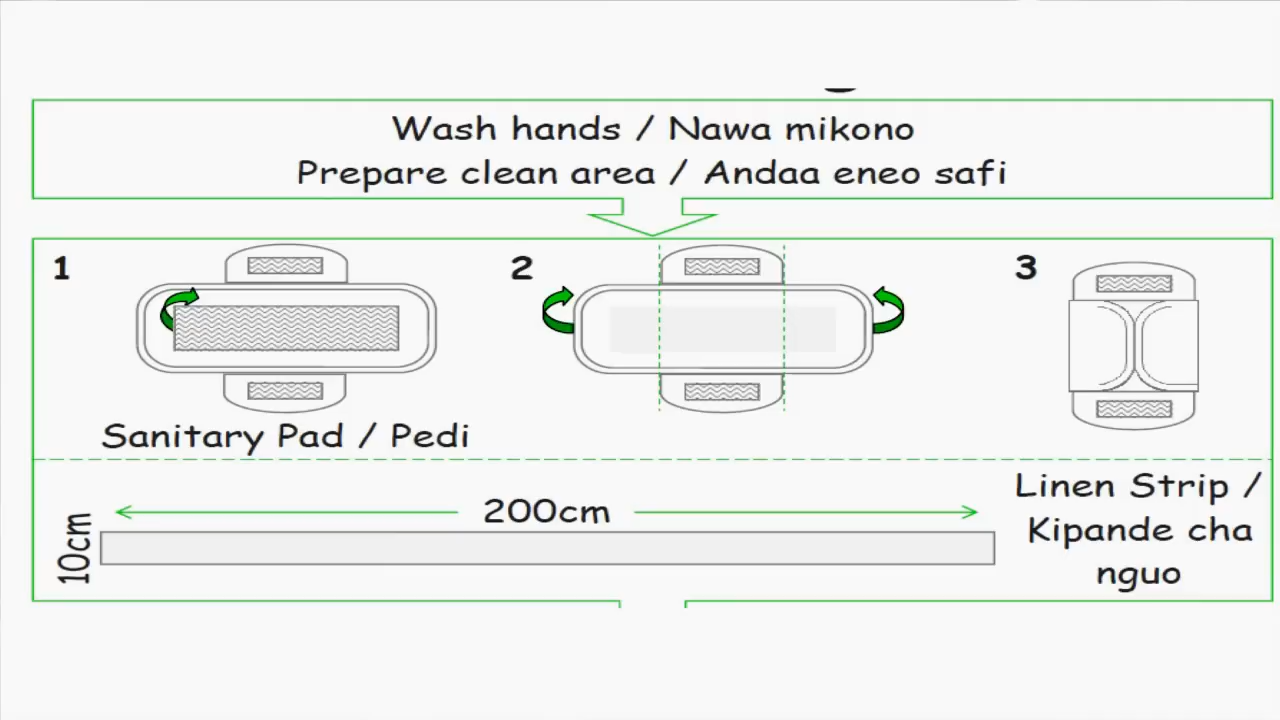 Wash hands / Nawa mikono
Prepare clean area / Andaa eneo safi
1
2
3
Sanitary Pad / Pedi
200cm
10cm
Linen Strip /
Kipande cha
nguo